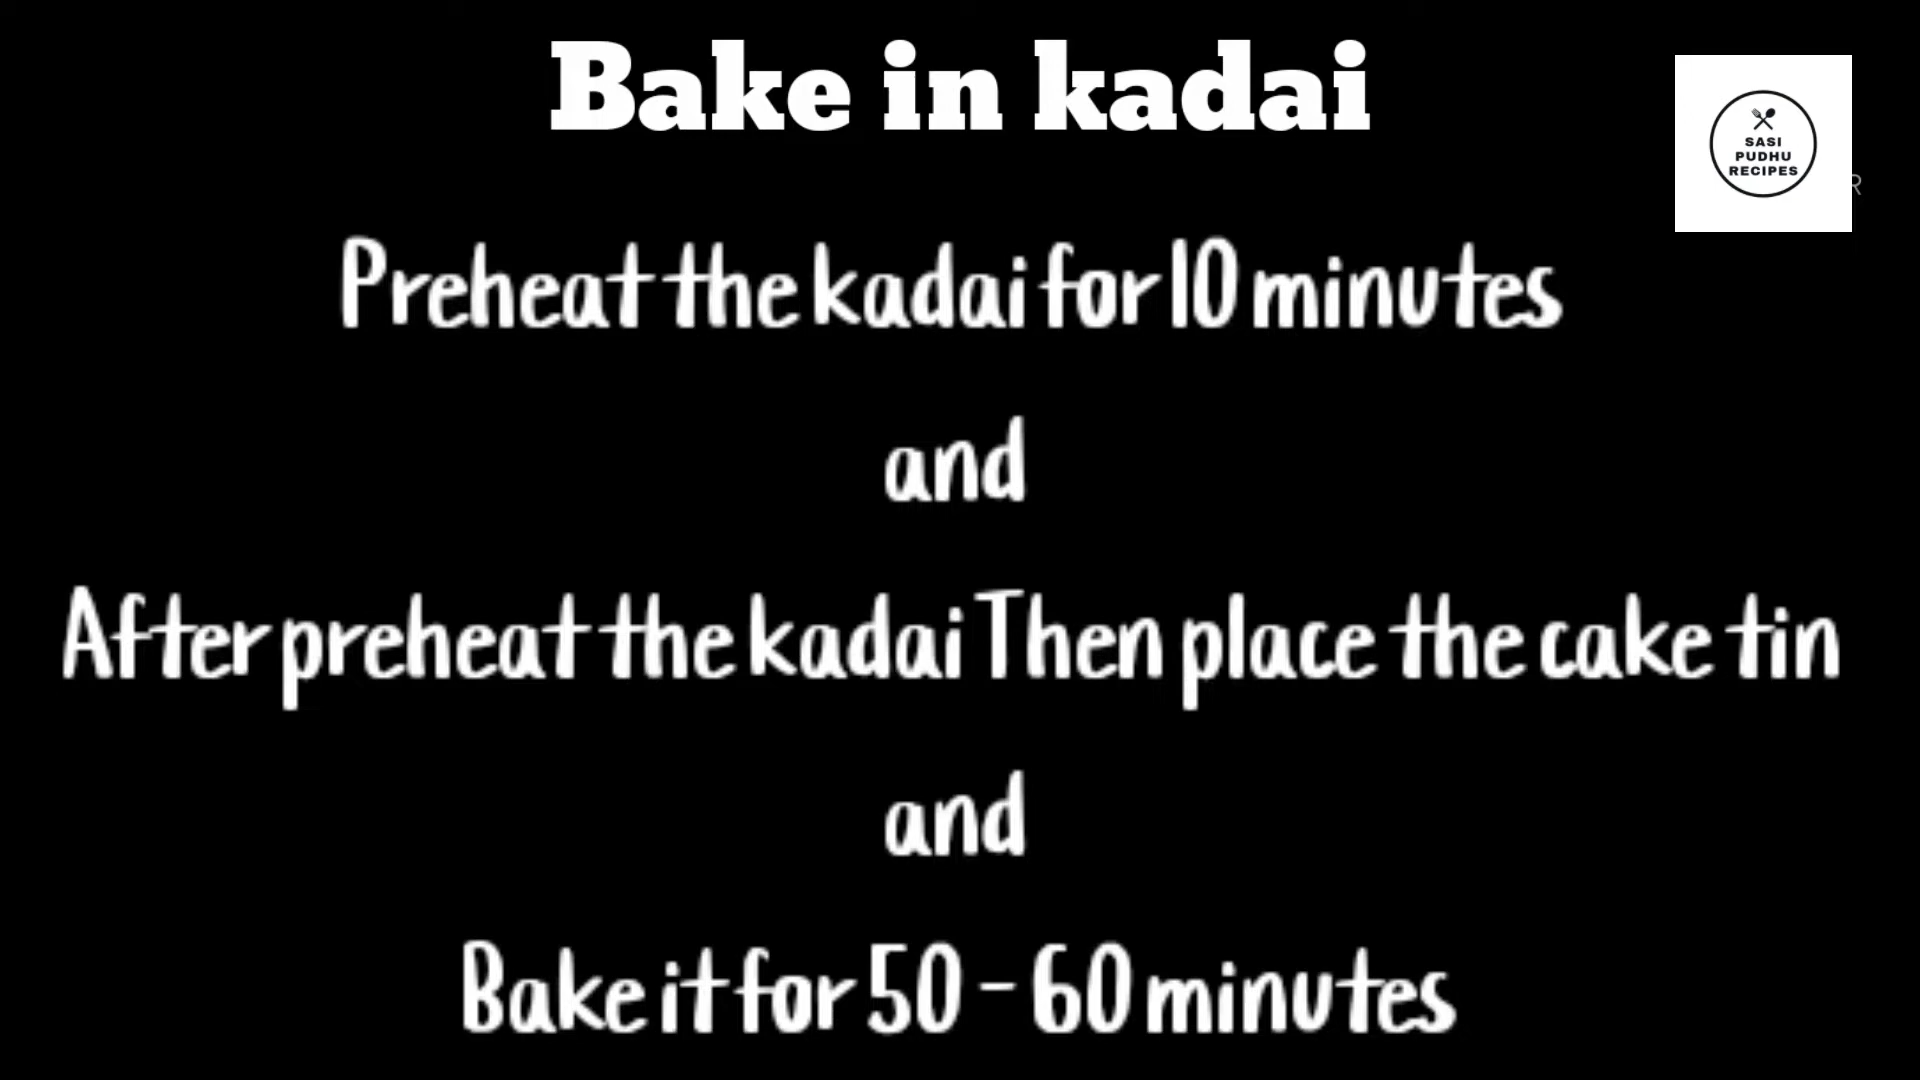 Bake in kadai
SASI
PUDHU
RECIPES
R
Preheat the kadai for 10 minutes
and
After preheat the kadai Then place the cake tin
and
Bake it for 50 - 60 minutes